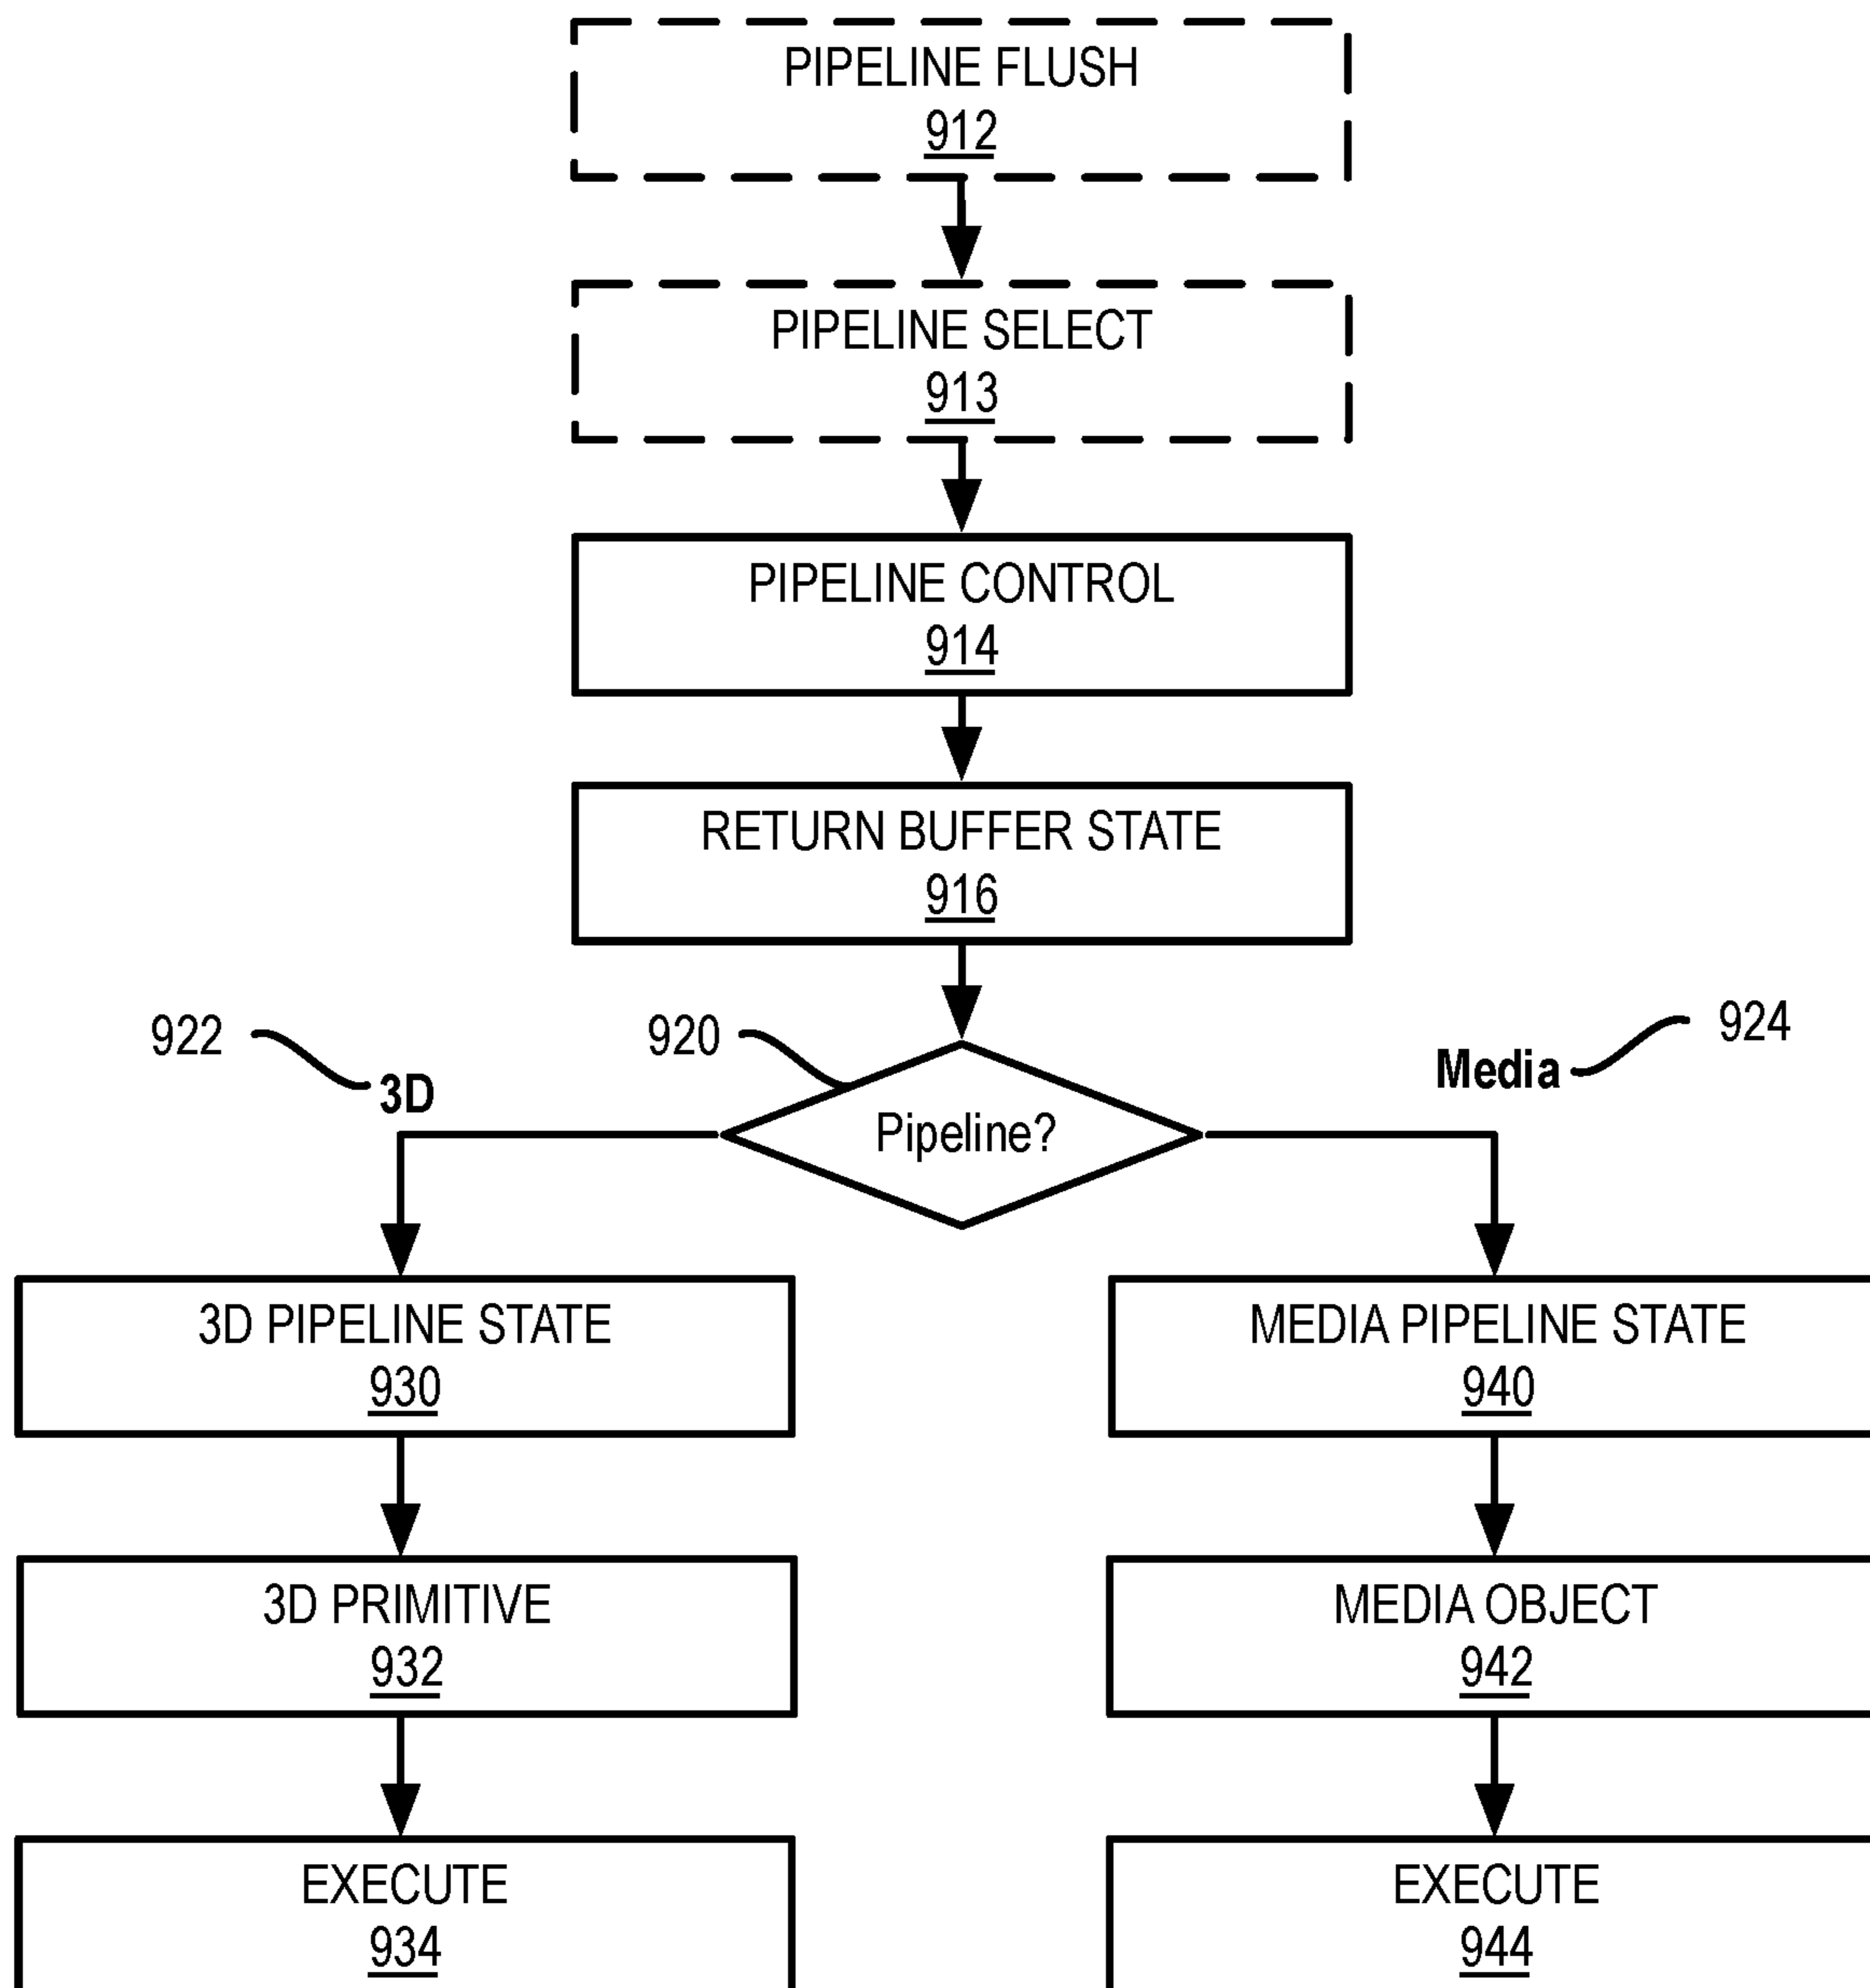 PIPELINE FLUSH
912
PIPELINE SELECT
913
PIPELINE CONTROL
914
RETURN BUFFER STATE
916
922
3D
920
Pipeline?
Media
924
3D PIPELINE STATE
930
MEDIA PIPELINE STATE
940
3D PRIMITIVE
932
MEDIA OBJECT
942
EXECUTE
934
EXECUTE
944